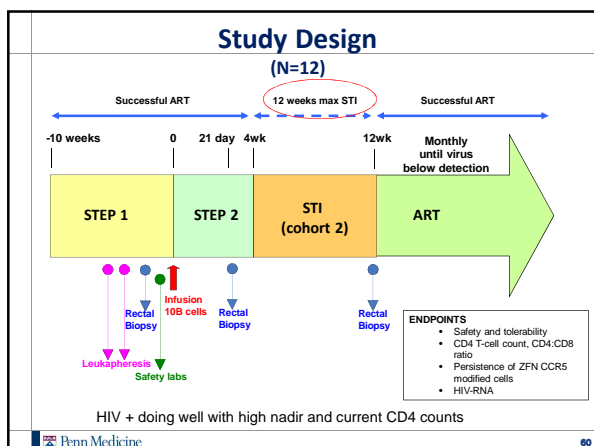 Study Design
(N=12)
Successful ART
12 weeks max STI
Successful ART
-10 weeks
0
21 day
4wk
12wk
Monthly
until virus
below detection
STEP 1
STEP 2
STI
(cohort 2)
ART
Rectal
Biopsy
Infusion
10B cells
Rectal
Biopsy
Rectal
Biopsy
Leukapheresis
Safety labs
ENDPOINTS
• Safety and tolerability
• CD4 T-cell count, CD4:CD8
ratio
• Persistence of ZFN CCR5
modified cells
• HIV-RNA
HIV + doing well with high nadir and current CD4 counts
Penn Medicine
60